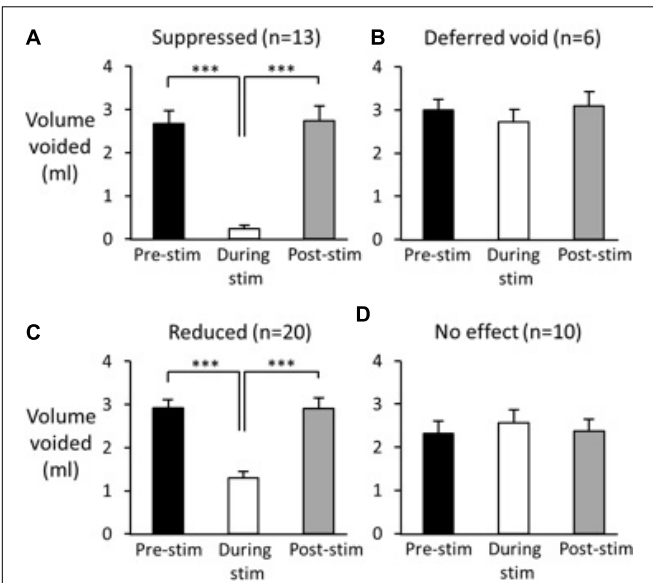 A Suppressed (n=13)
***
***
Volume
voided
(ml)
4
3
2
1
0
Pre-stim During Post-stim
stim
B Deferred void (n=6)
4
3
2
1
0
Pre-stim During Post-stim
stim
C Reduced (n=20)
***
***
Volume
voided
(ml)
4
3
2
1
0
Pre-stim During Post-stim
stim
D No effect (n=10)
4
3
2
1
0
Pre-stim During Post-stim
stim